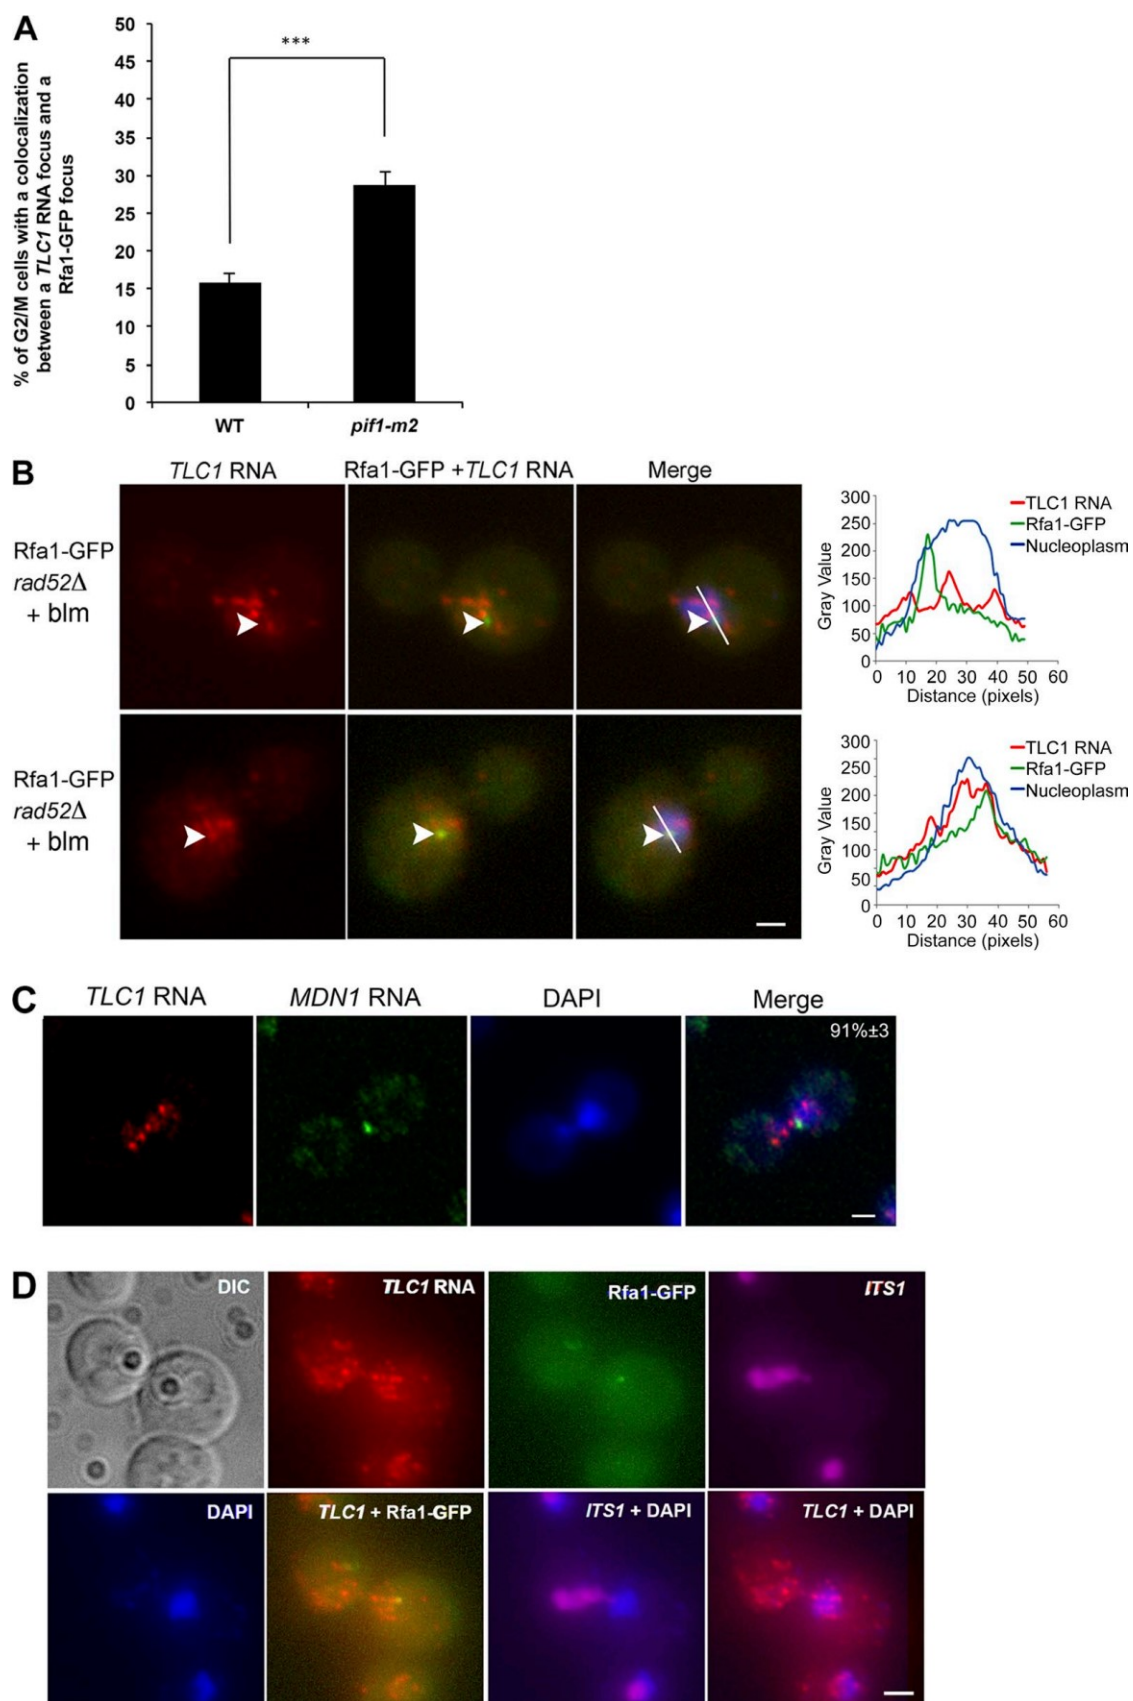 A
% of G2/M cells with a colocalization
between a TLC1 RNA focus and a
Rfa1-GFP focus
50
45
40
35
30
25
20
15
10
5
0
***
WT
pif1-m2
B
TLC1 RNA
Rfa1-GFP +TLC1 RNA
Merge
Rfa1-GFP
rad52Δ
+ blm
Gray Value
300
250
200
150
100
50
0
TLC1 RNA
Rfa1-GFP
Nucleoplasm
0 10 20 30 40 50 60
Distance (pixels)
Rfa1-GFP
rad52Δ
+ blm
Gray Value
300
250
200
150
100
50
0
TLC1 RNA
Rfa1-GFP
Nucleoplasm
0 10 20 30 40 50 60
Distance (pixels)
C
TLC1 RNA
MDN1 RNA
DAPI
Merge
91%±3
D
DIC
TLC1 RNA
Rfa1-GFP
ITS1
DAPI
TLC1 + Rfa1-GFP
ITS1 + DAPI
TLC1 + DAPI